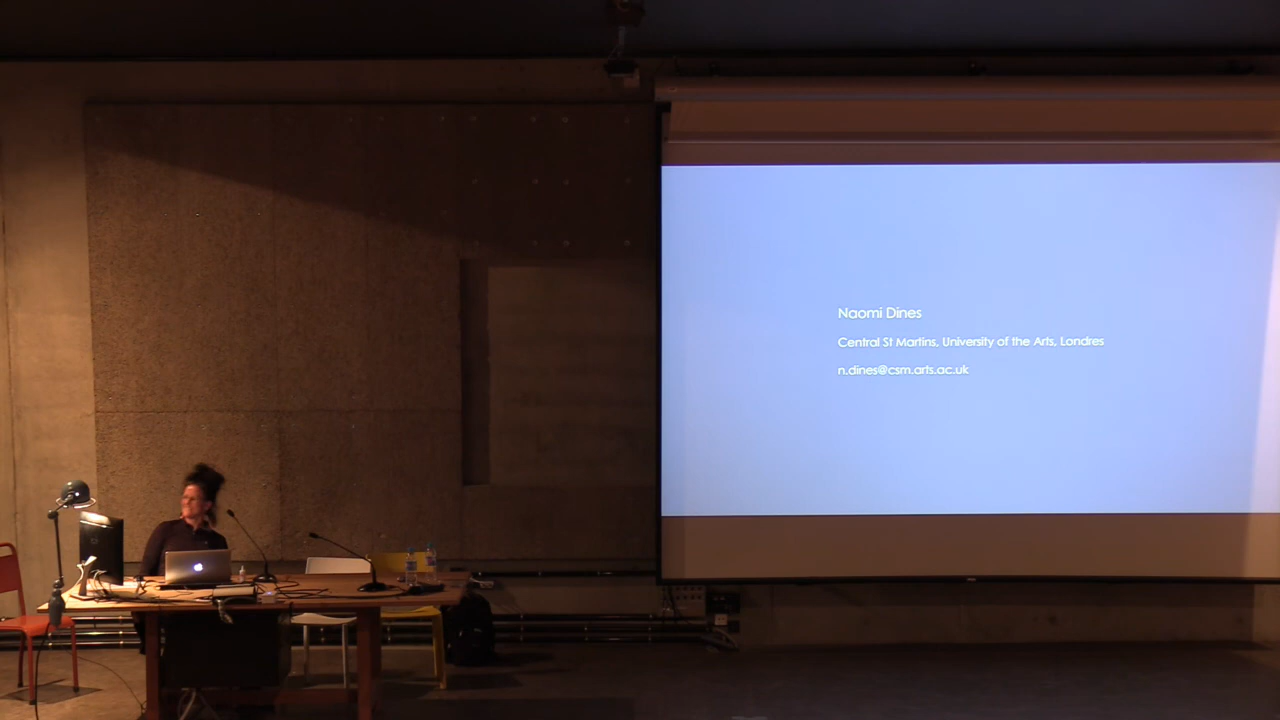 Naomi Dines
Central St Martins, University of the Arts, Londres
n.dines@csm.arts.ac.uk